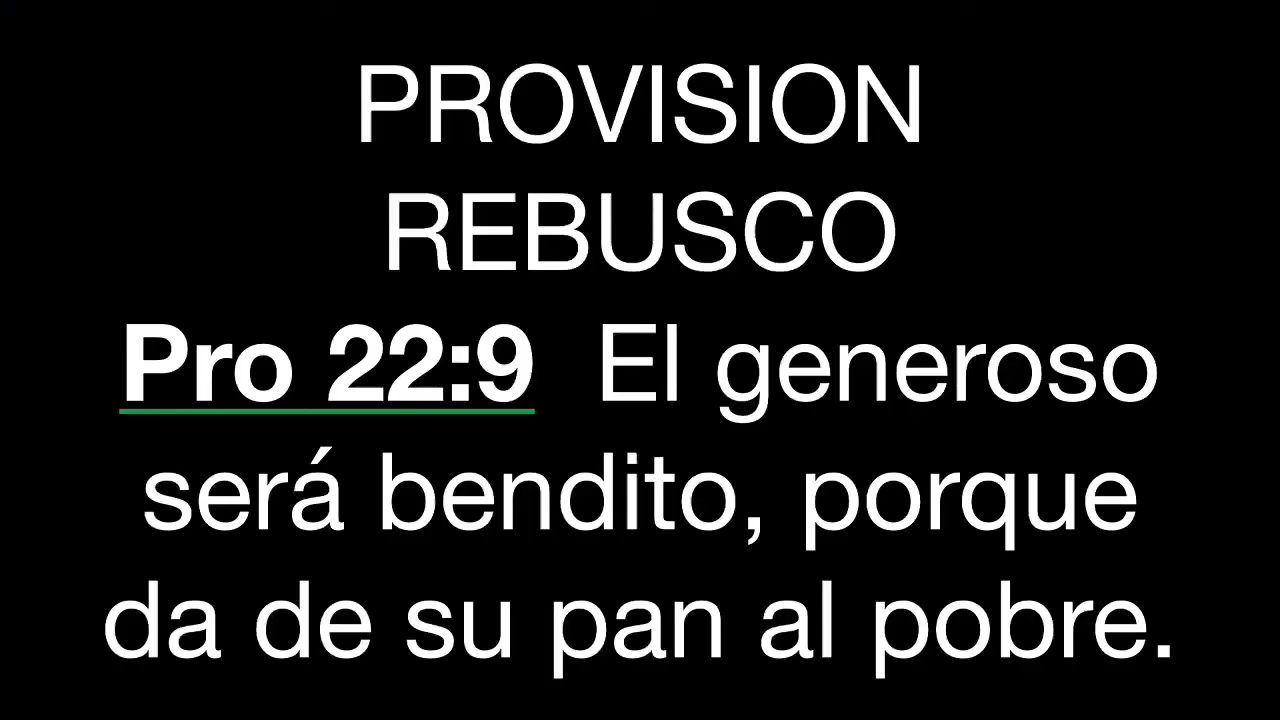 PROVISION
REBUSCO
Pro 22:9  El generoso
será bendito, porque
da de su pan al pobre.